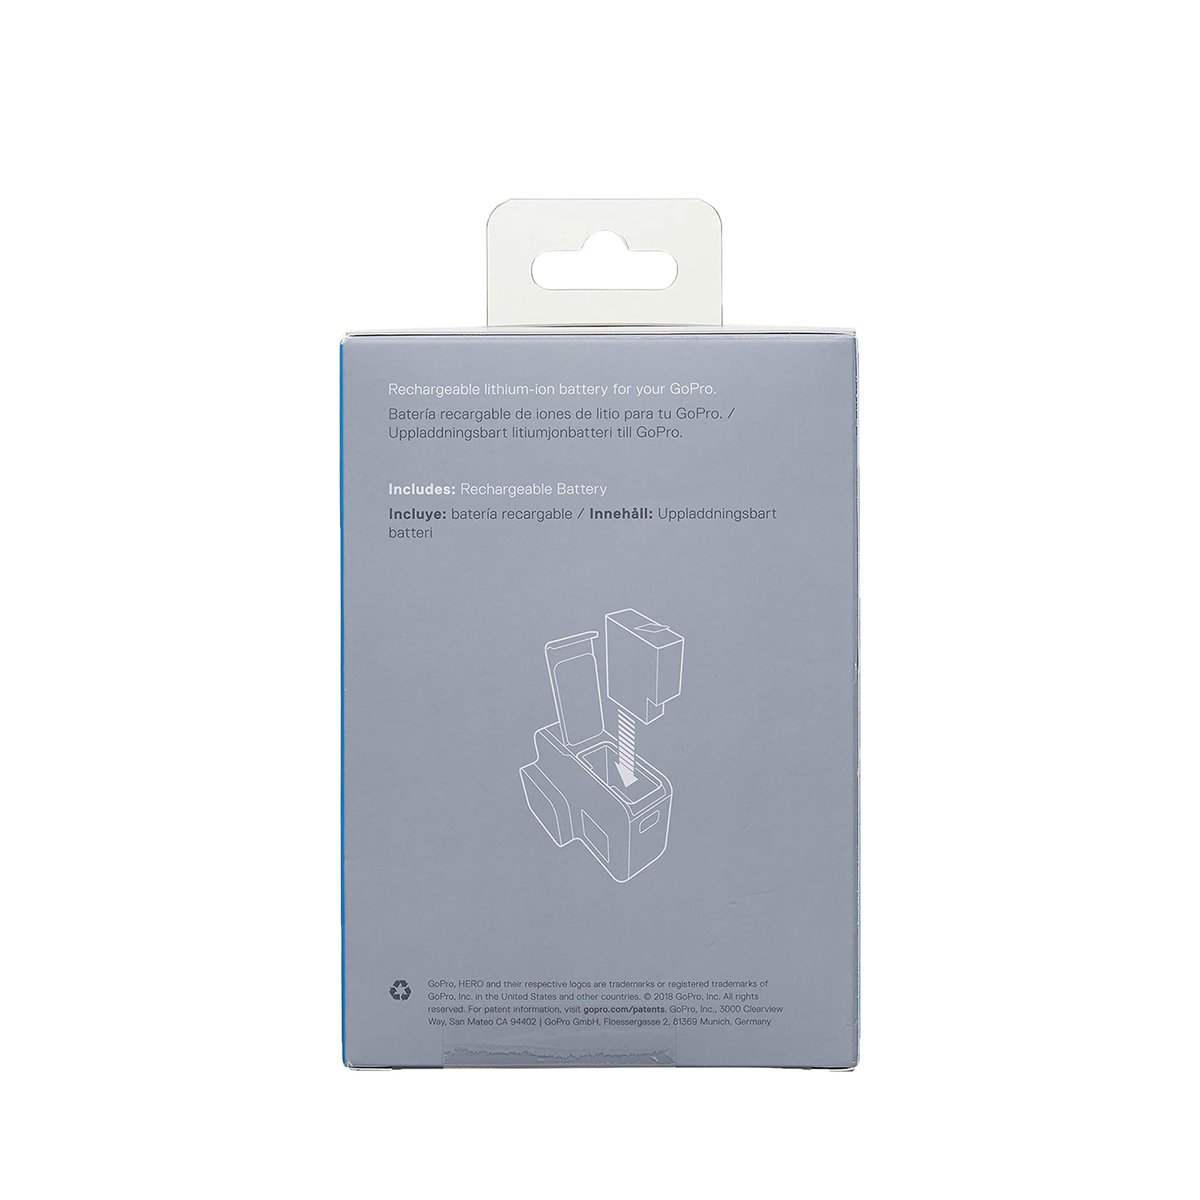 Rechargeable lithium-ion battery for your GoPro.
Batería recargable de iones de litio para tu GoPro. /
Uppladdningsbart litiumjonbatteri till GoPro.
Includes: Rechargeable Battery
Incluye: batería recargable / Innehåll: Uppladdningsbart
batteri
GoPro, HERO and their respective logos are trademarks or registered trademarks of
GoPro, Inc. in the United States and other countries. © 2018 GoPro, Inc. All rights
reserved. For patent information, visit gopro.com/patents. GoPro, Inc., 3000 Clearview
Way, San Mateo CA 94402 | GoPro GmbH, Floessergasse 2, 81369 Munich, Germany